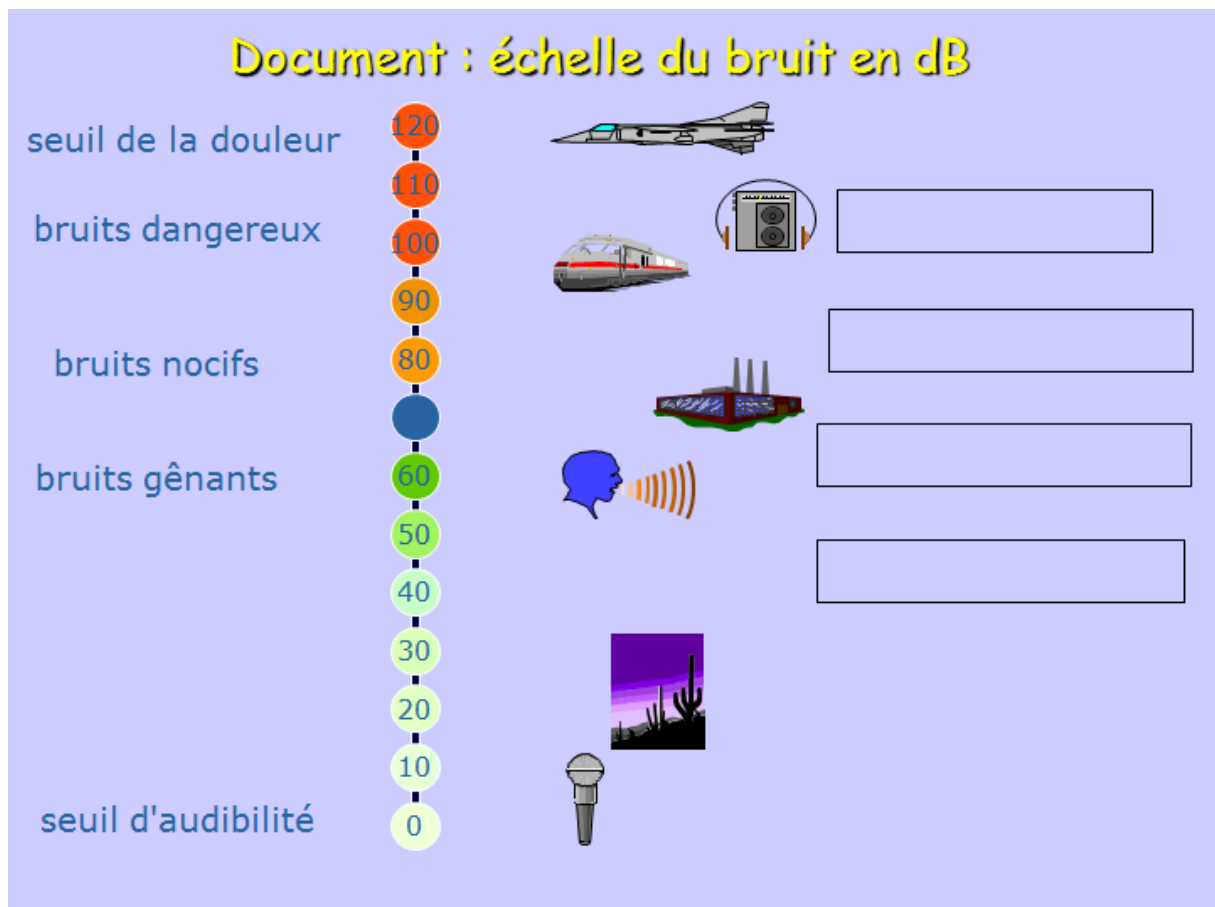 Document : échelle du bruit en dB
seuil de la douleur
120
110
bruits dangereux
100
90
bruits nocifs
80
bruits gênants
60
50
40
30
20
10
seuil d'audibilité
0